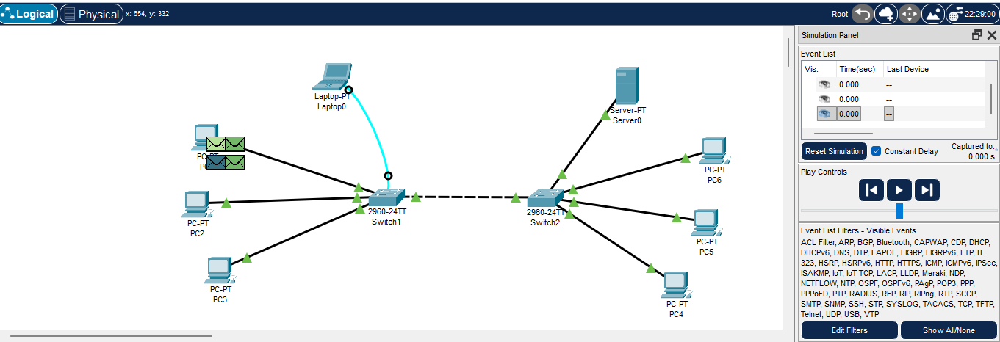 Logical Physical x: 654, y: 332 Root 22:29:00
Simulation Panel
Event List
Vis. Time(sec) Last Device
0.000 --
0.000 --
0.000 --
Reset Simulation Constant Delay Captured to:
0.000 s
Play Controls
Event List Filters - Visible Events
ACL Filter, ARP, BGP, Bluetooth, CAPWAP, CDP, DHCP,
DHCPv6, DNS, DTP, EAPOL, EIGRP, EIGRPv6, FTP, H.
323, HSRP, HSRPv6, HTTP, HTTPS, ICMP, ICMPv6, IPSec,
ISAKMP, IoT, IoT TCP, LACP, LLDP, Meraki, NDP,
NETFLOW, NTP, OSPF, OSPFv6, PAgP, POP3, PPP,
PPPoED, PTP, RADIUS, REP, RIP, RIPng, RTP, SCCP,
SMTP, SNMP, SSH, STP, SYSLOG, TACACS, TCP, TFTP,
Telnet, UDP, USB, VTP
Edit Filters Show All/None
Laptop-PT
Laptop0
Server-PT
Server0
PC-PT
PC6
PC-PT
PC2
2960-24TT
Switch1
2960-24TT
Switch2
PC-PT
PC5
PC-PT
PC3
PC-PT
PC4